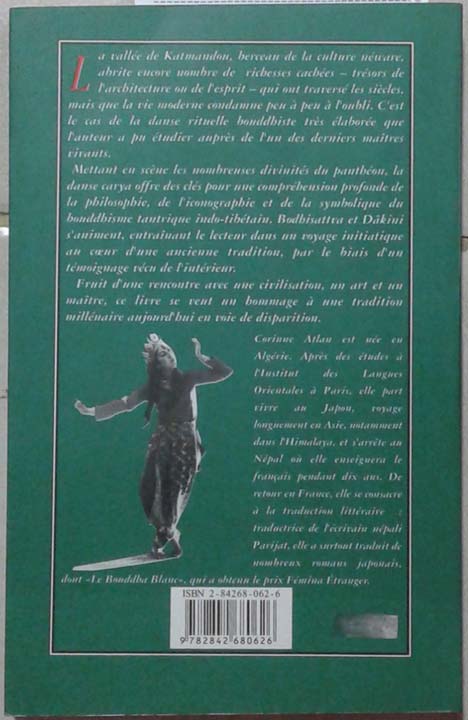 La vallée de Katmandou, berceau de la culture néware,
abrite encore nombre de richesses cachées – trésors de
l'architecture ou de l'esprit – qui ont traversé les siècles,
mais que la vie moderne condamne peu à peu à l'oubli. C'est
le cas de la danse rituelle bouddhiste très élaborée que
l'auteur a pu étudier auprès de l'un des derniers maîtres
vivants.
Mettant en scène les nombreuses divinités du panthéon, la
danse carya offre des clés pour une compréhension profonde de
la philosophie, de l'iconographie et de la symbolique du
bouddhisme tantrique indo-tibétain. Bodhisattva et Dâkinî
s'animent, entraînant le lecteur dans un voyage initiatique
au cœur d'une ancienne tradition, par le biais d'un
témoignage vécu de l'intérieur.
Fruit d'une rencontre avec une civilisation, un art et un
maître, ce livre se veut un hommage à une tradition
millénaire aujourd'hui en voie de disparition.
Corinne Atlan est née en
Algérie. Après des études à
l'Institut des Langues
Orientales à Paris, elle part
vivre au Japon, voyage
longuement en Asie, notamment
dans l'Himalaya, et s'arrête au
Népal où elle enseignera le
français pendant dix ans. De
retour en France, elle se consacre
à la traduction littéraire :
traductrice de l'écrivain népali
Parijat, elle a surtout traduit de
nombreux romans japonais,
dont «Le Bouddha Blanc», qui a obtenu le prix Fémina Étranger.
ISBN 2-84268-062-6
9 782842 680626